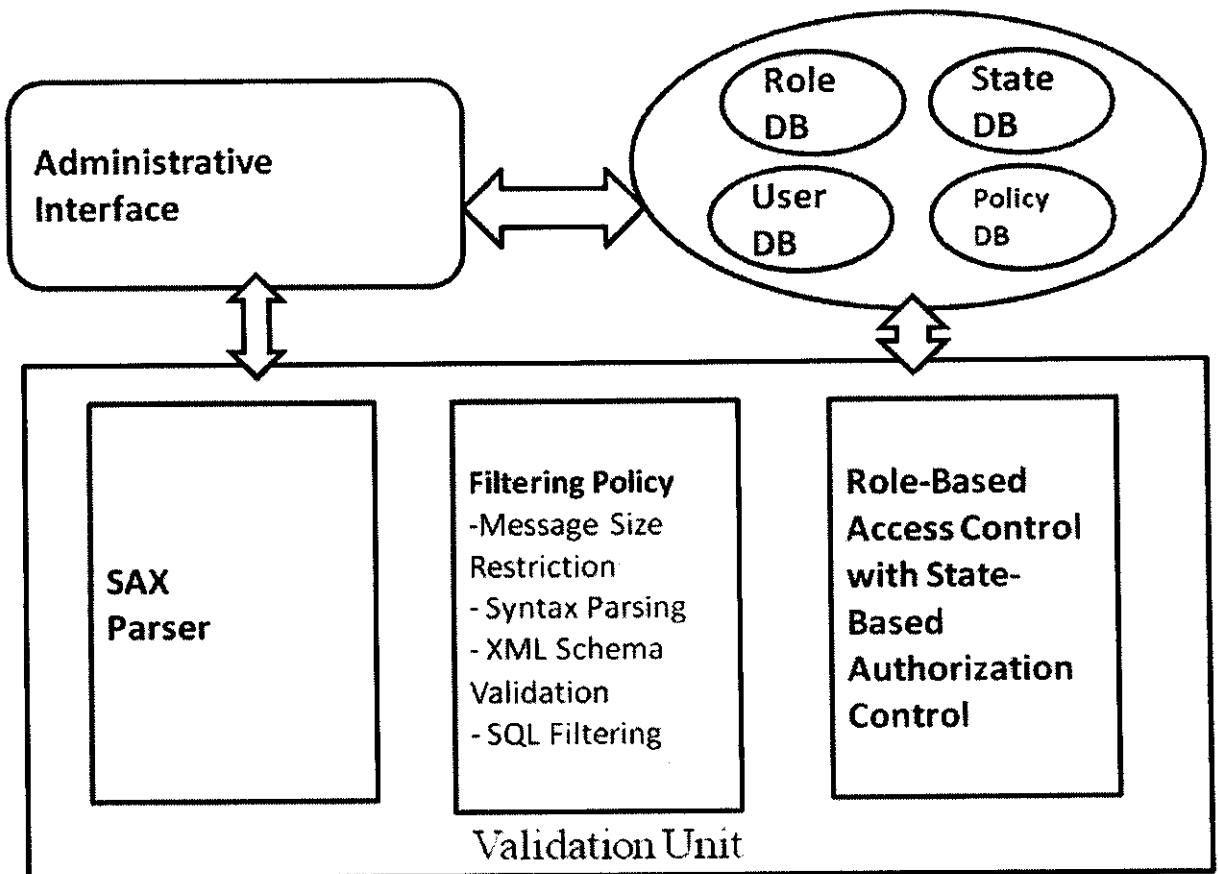 Administrative
Interface
Role
DB
State
DB
User
DB
Policy
DB
SAX
Parser
Filtering Policy
-Message Size
Restriction
- Syntax Parsing
- XML Schema
Validation
- SQL Filtering
Role-Based
Access Control
with State-
Based
Authorization
Control
Validation Unit